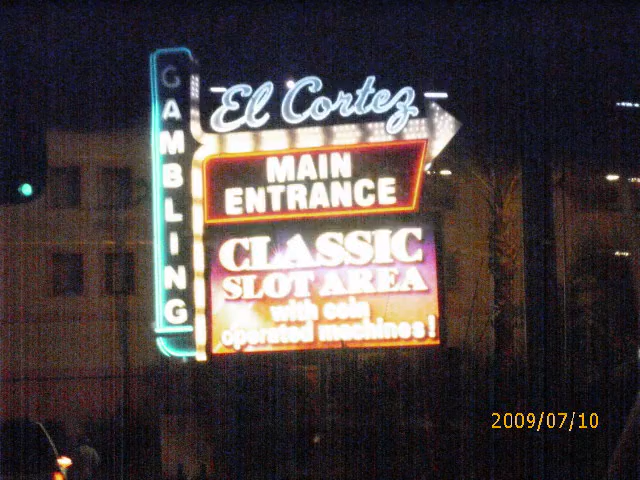 GAMBLING
El Cortez
MAIN
ENTRANCE
CLASSIC
SLOT AREA
with coin
operated machines!
2009/07/10